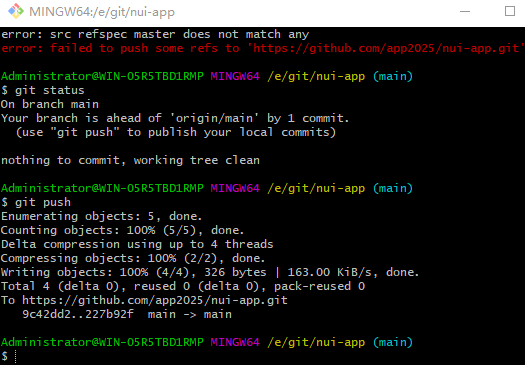 MINGW64:/e/git/nui-app
error: src refspec master does not match any
error: failed to push some refs to 'https://github.com/app2025/nui-app.git'
Administrator@WIN-O5R5TBD1RMP MINGW64 /e/git/nui-app (main)
$ git status
On branch main
Your branch is ahead of 'origin/main' by 1 commit.
  (use "git push" to publish your local commits)
nothing to commit, working tree clean
Administrator@WIN-O5R5TBD1RMP MINGW64 /e/git/nui-app (main)
$ git push
Enumerating objects: 5, done.
Counting objects: 100% (5/5), done.
Delta compression using up to 4 threads
Compressing objects: 100% (2/2), done.
Writing objects: 100% (4/4), 326 bytes | 163.00 KiB/s, done.
Total 4 (delta 0), reused 0 (delta 0), pack-reused 0
To https://github.com/app2025/nui-app.git
   9c42dd2..227b92f  main -> main
Administrator@WIN-O5R5TBD1RMP MINGW64 /e/git/nui-app (main)
$